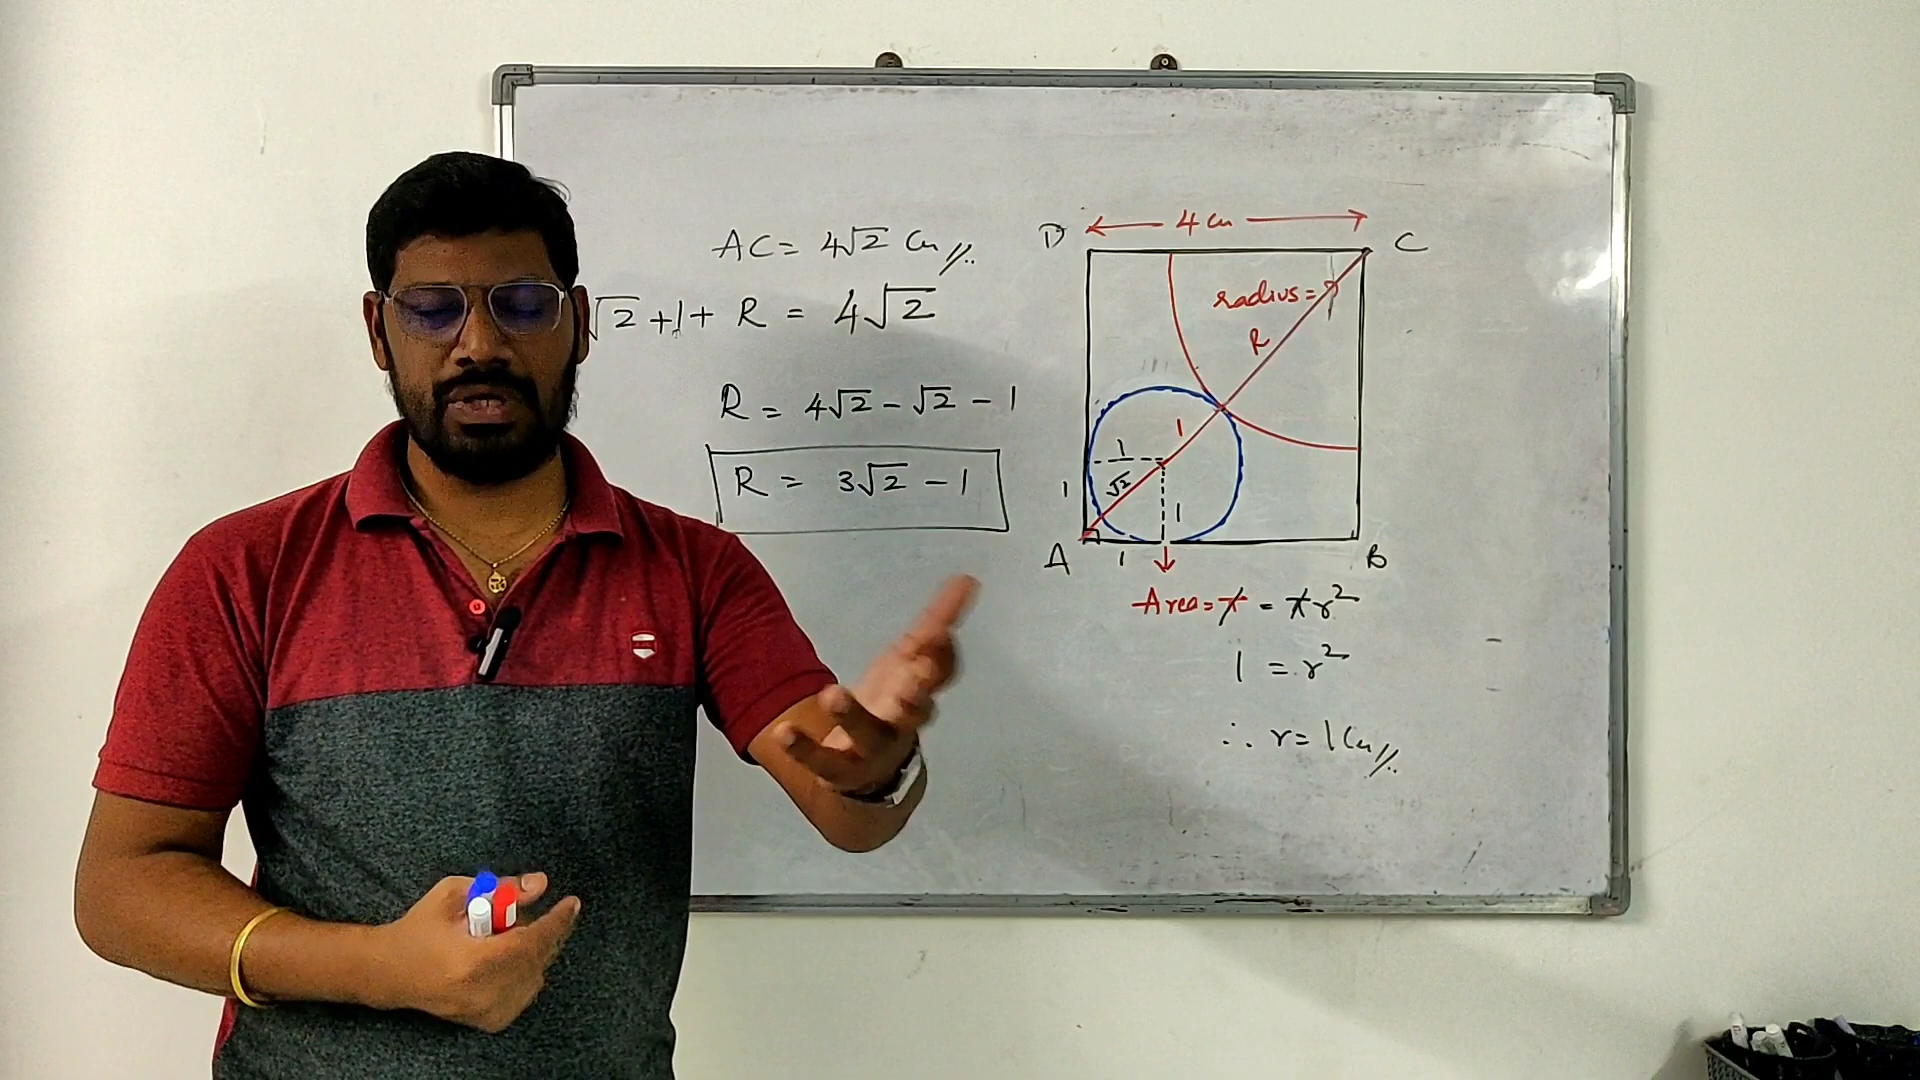 AC = 4√2 Cm //.
√2 + 1 + R = 4√2
R = 4√2 - √2 - 1
R = 3√2 - 1
D
4 cm
C
radius = ?
R
1
1
√2
1
1
A
1
B
Area = π = πr²
1 = r²
∴ r = 1 Cm //.